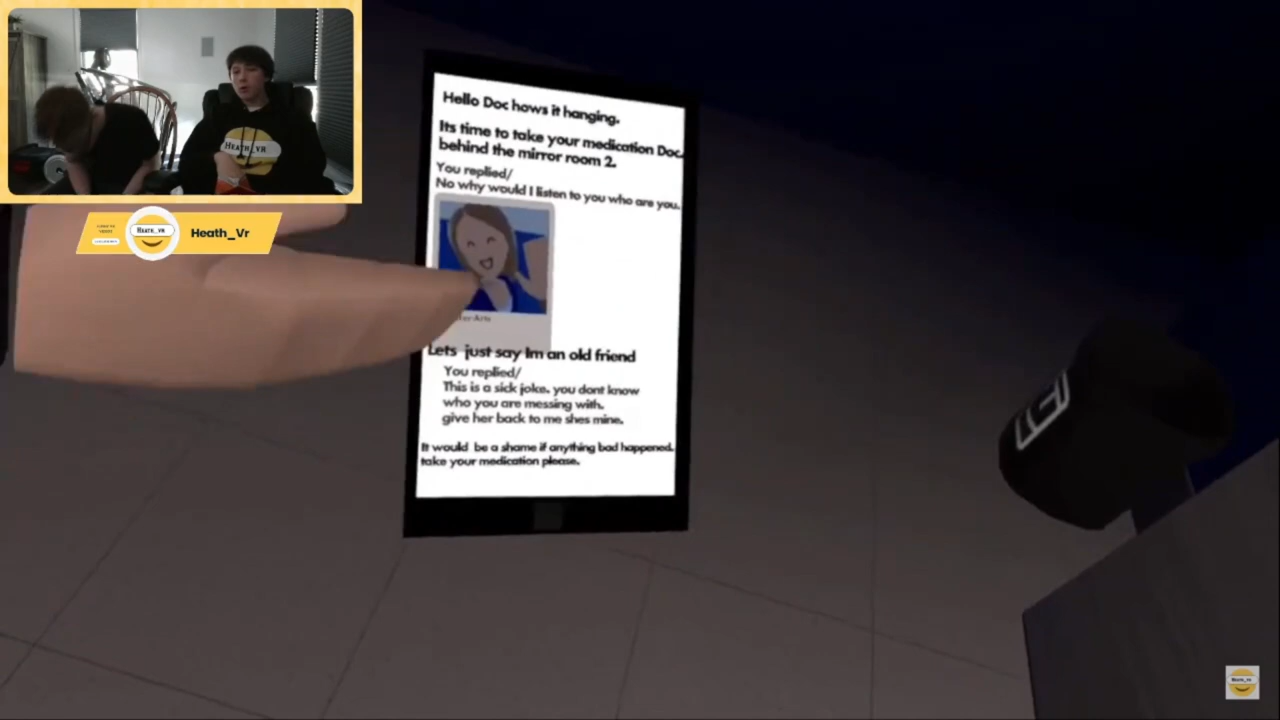 HEATH_VR
HEATH_VR
Heath_Vr
Hello Doc hows it hanging.
Its time to take your medication Doc.
behind the mirror room 2.
You replied/
No why would I listen to you who are you.
Lets just say Im an old friend
You replied/
This is a sick joke. you dont know
who you are messing with.
give her back to me shes mine.
It would be a shame if anything bad happened.
take your medication please.